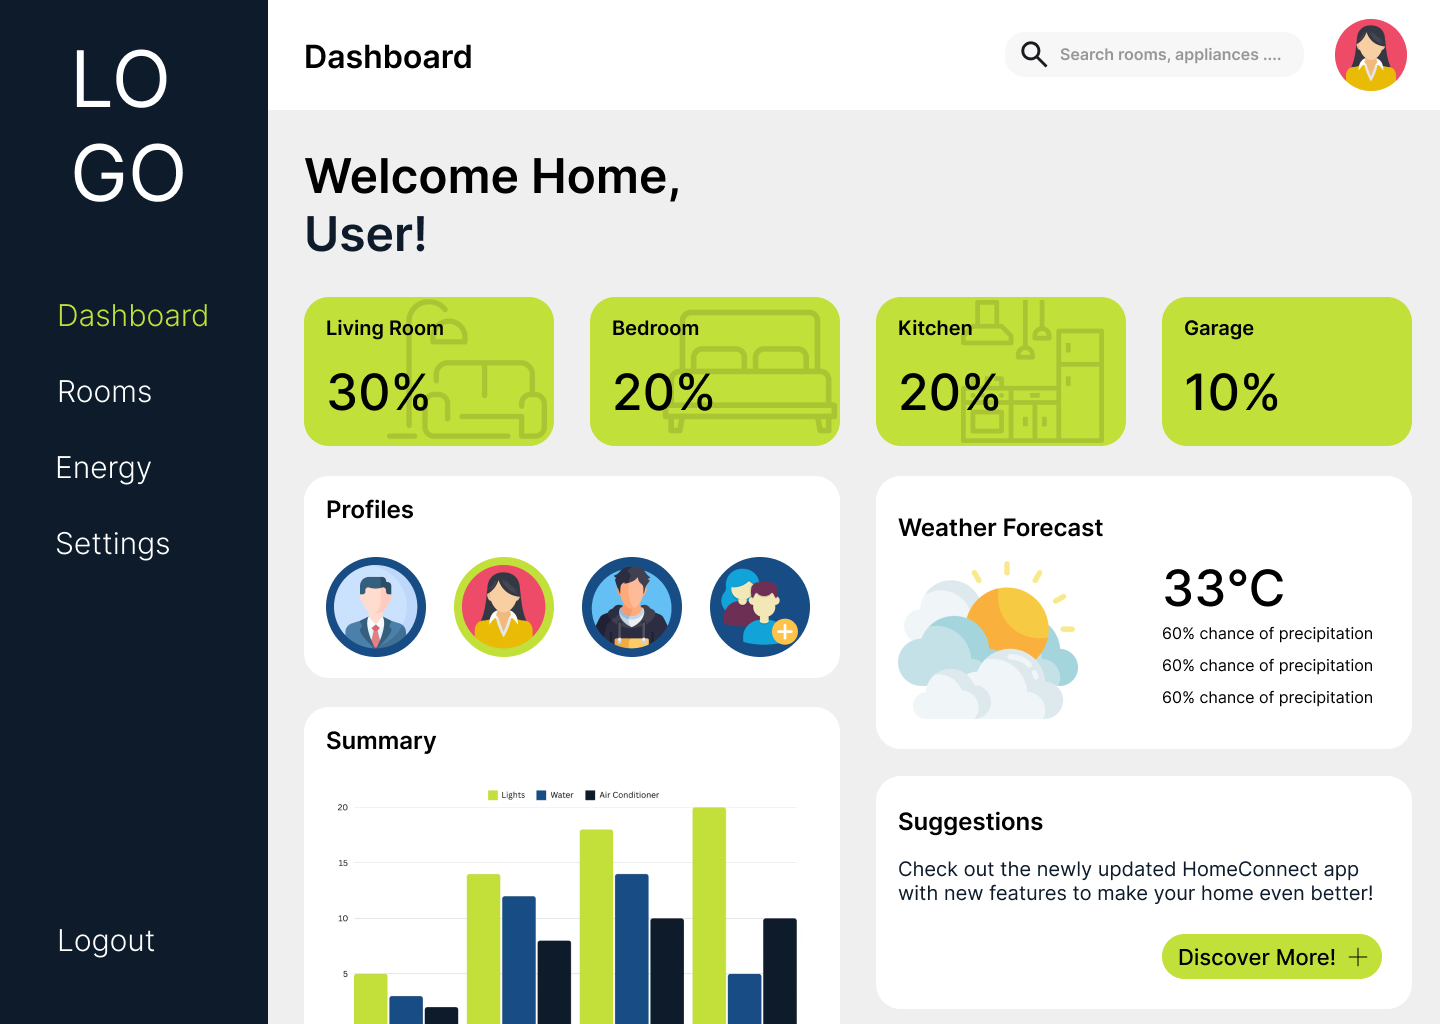 LO
GO
Dashboard
Rooms
Energy
Settings
Logout
Dashboard
Search rooms, appliances ....
Welcome Home,
User!
Living Room
30%
Bedroom
20%
Kitchen
20%
Garage
10%
Profiles
Weather Forecast
33°C
60% chance of precipitation
60% chance of precipitation
60% chance of precipitation
Summary
Lights Water Air Conditioner
20
15
10
5
Suggestions
Check out the newly updated HomeConnect app
with new features to make your home even better!
Discover More! +